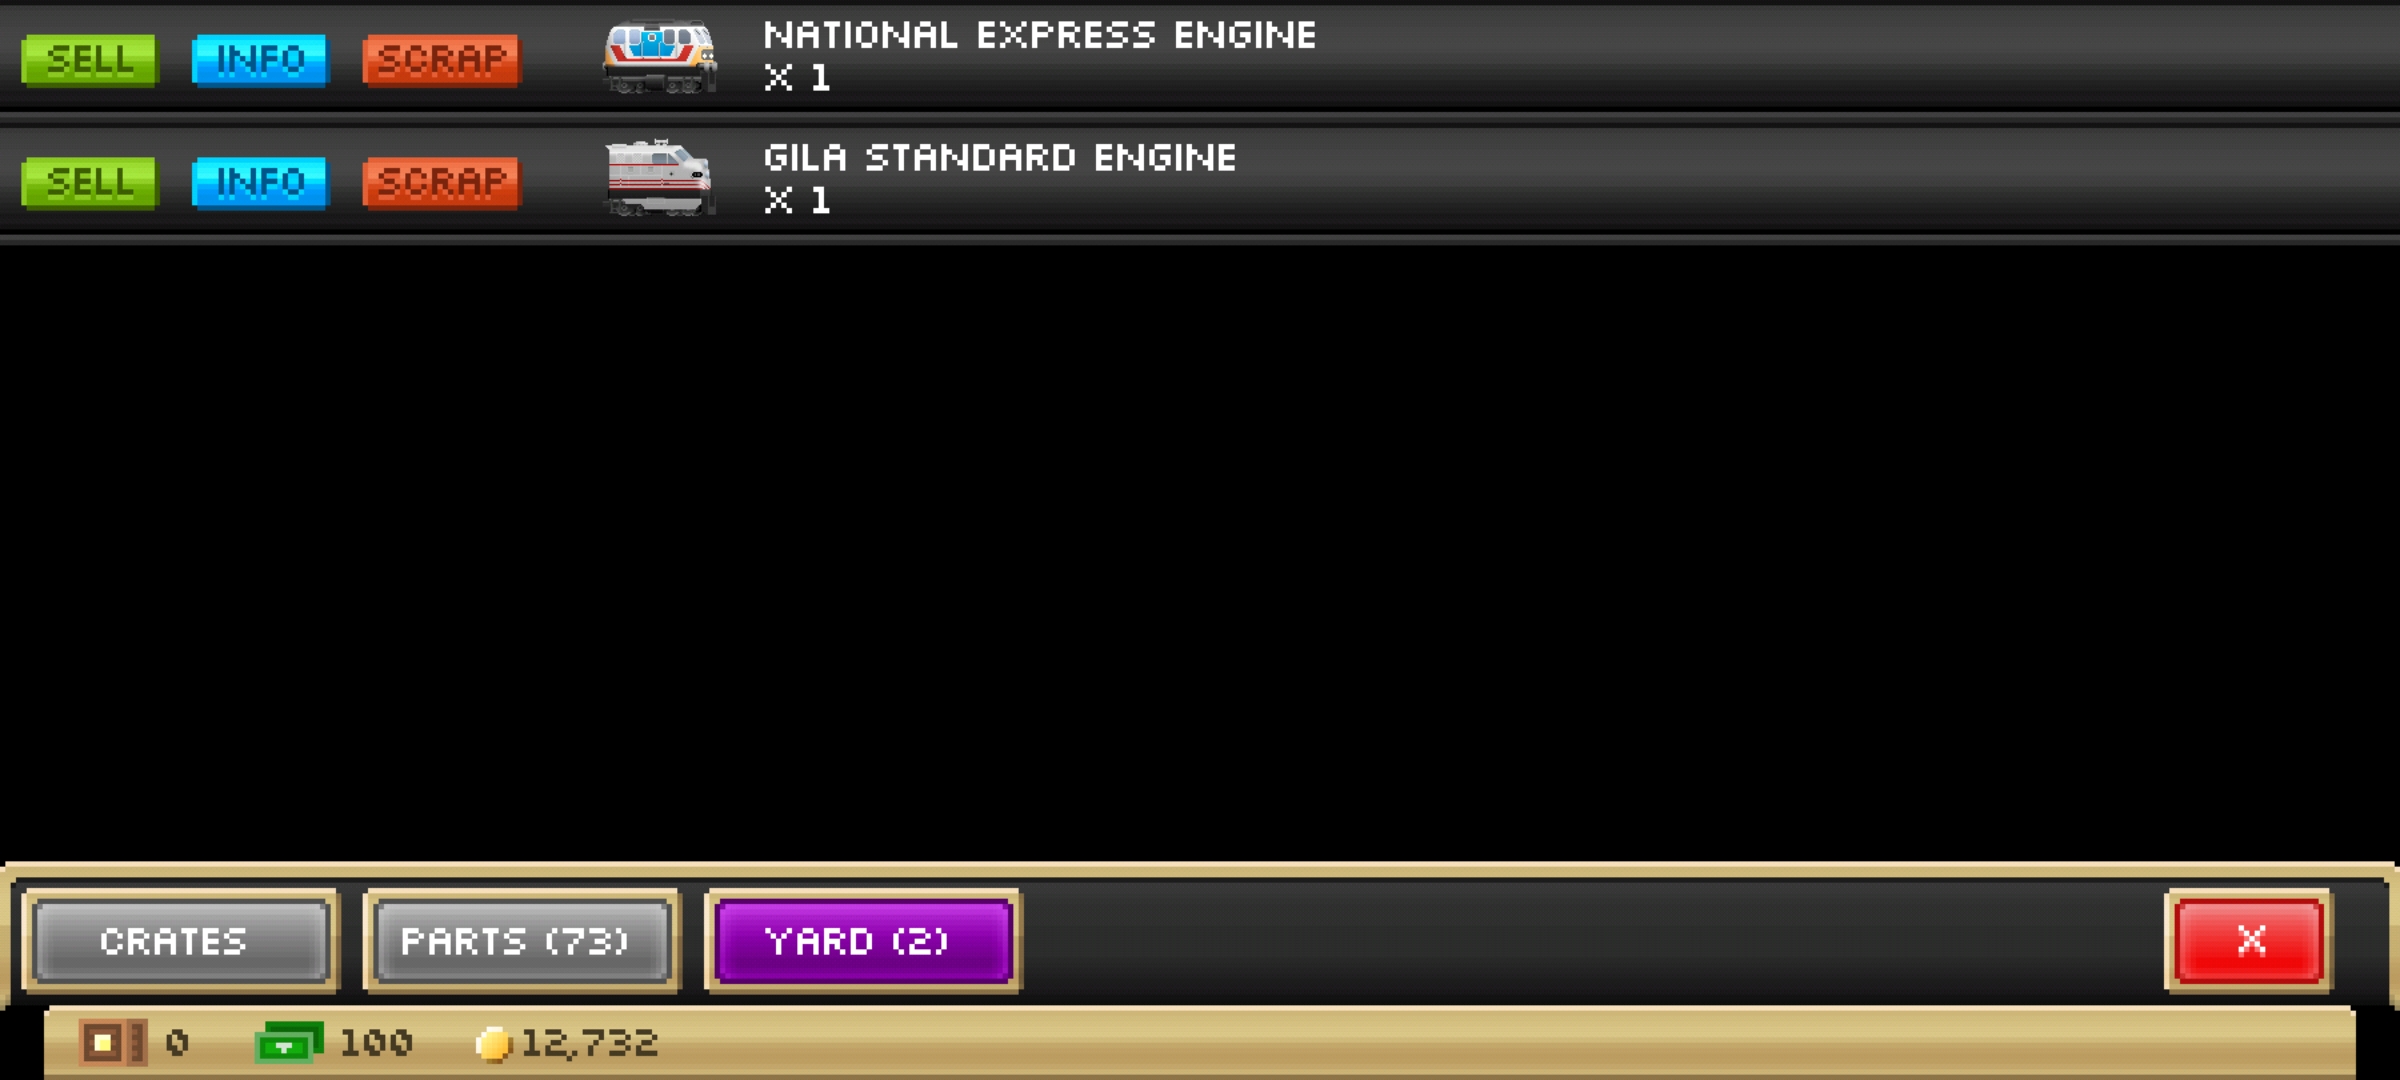 SELL INFO SCRAP NATIONAL EXPRESS ENGINE
X 1
SELL INFO SCRAP GILA STANDARD ENGINE
X 1
CRATES PARTS (73) YARD (2) X
0 100 12,732